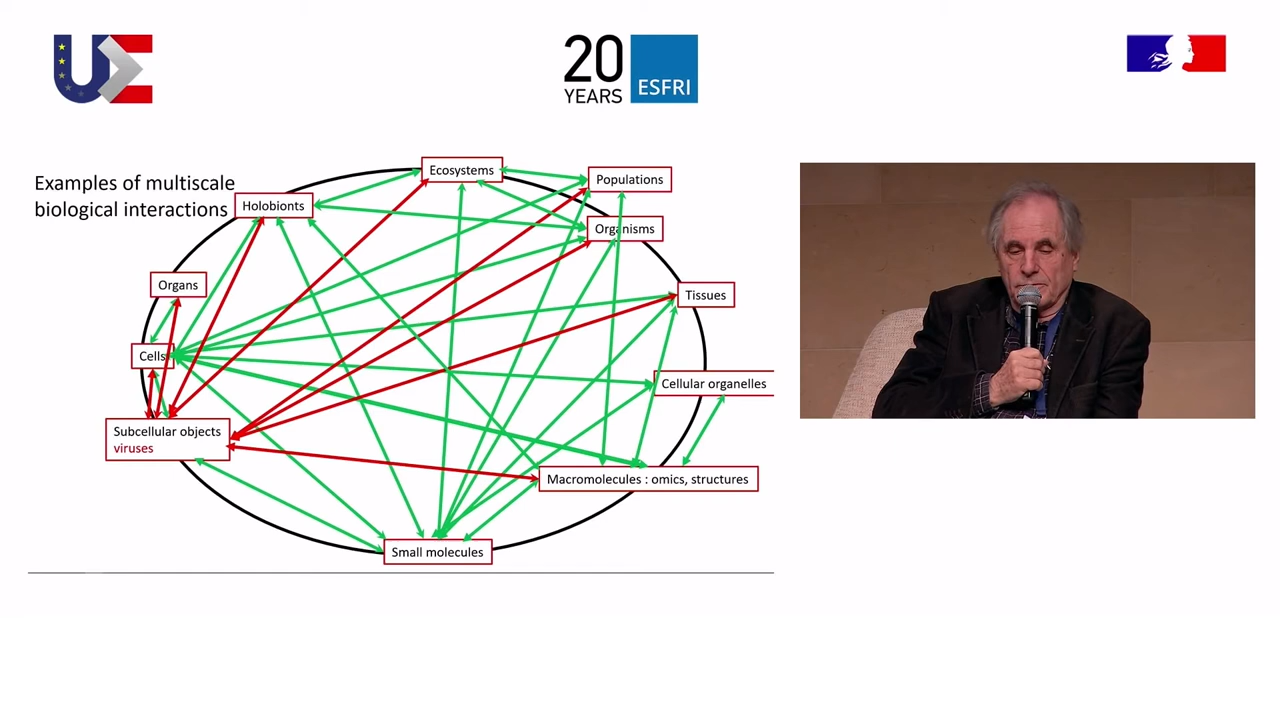 UE
20
YEARS
ESFRI
Examples of multiscale
biological interactions
Ecosystems
Populations
Holobionts
Organisms
Organs
Tissues
Cells
Cellular organelles
Subcellular objects
viruses
Macromolecules : omics, structures
Small molecules